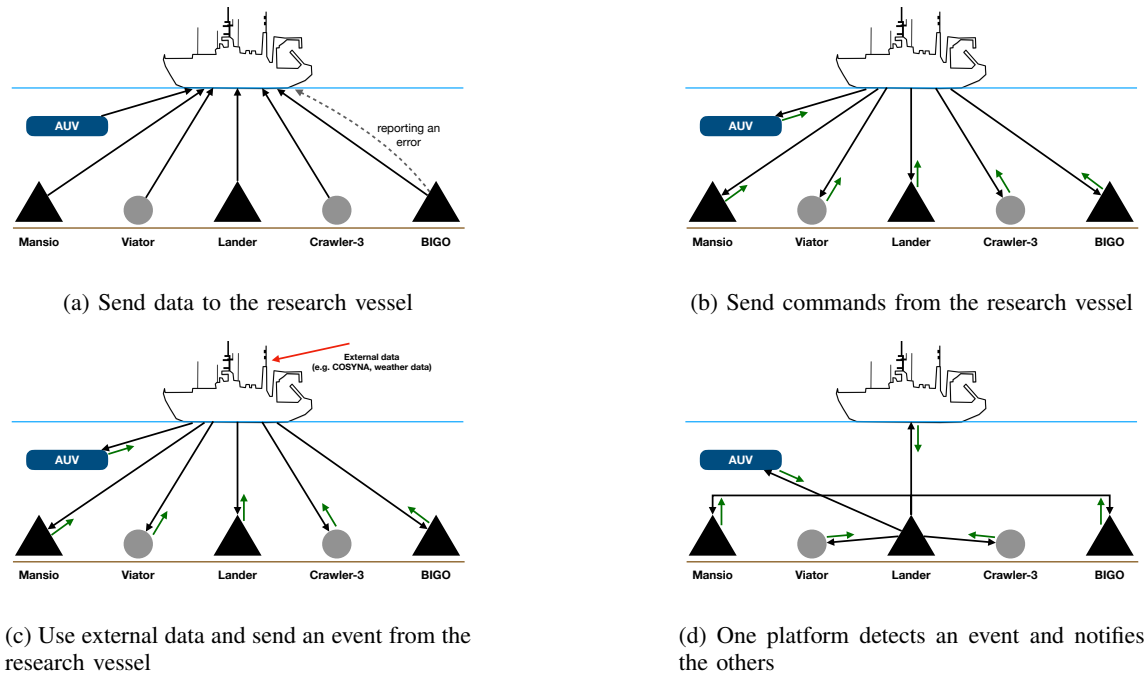 AUV
reporting an
error
Mansio Viator Lander Crawler-3 BIGO
(a) Send data to the research vessel
AUV
Mansio Viator Lander Crawler-3 BIGO
(b) Send commands from the research vessel
External data
(e.g. COSYNA, weather data)
AUV
Mansio Viator Lander Crawler-3 BIGO
(c) Use external data and send an event from the
research vessel
AUV
Mansio Viator Lander Crawler-3 BIGO
(d) One platform detects an event and notifies
the others